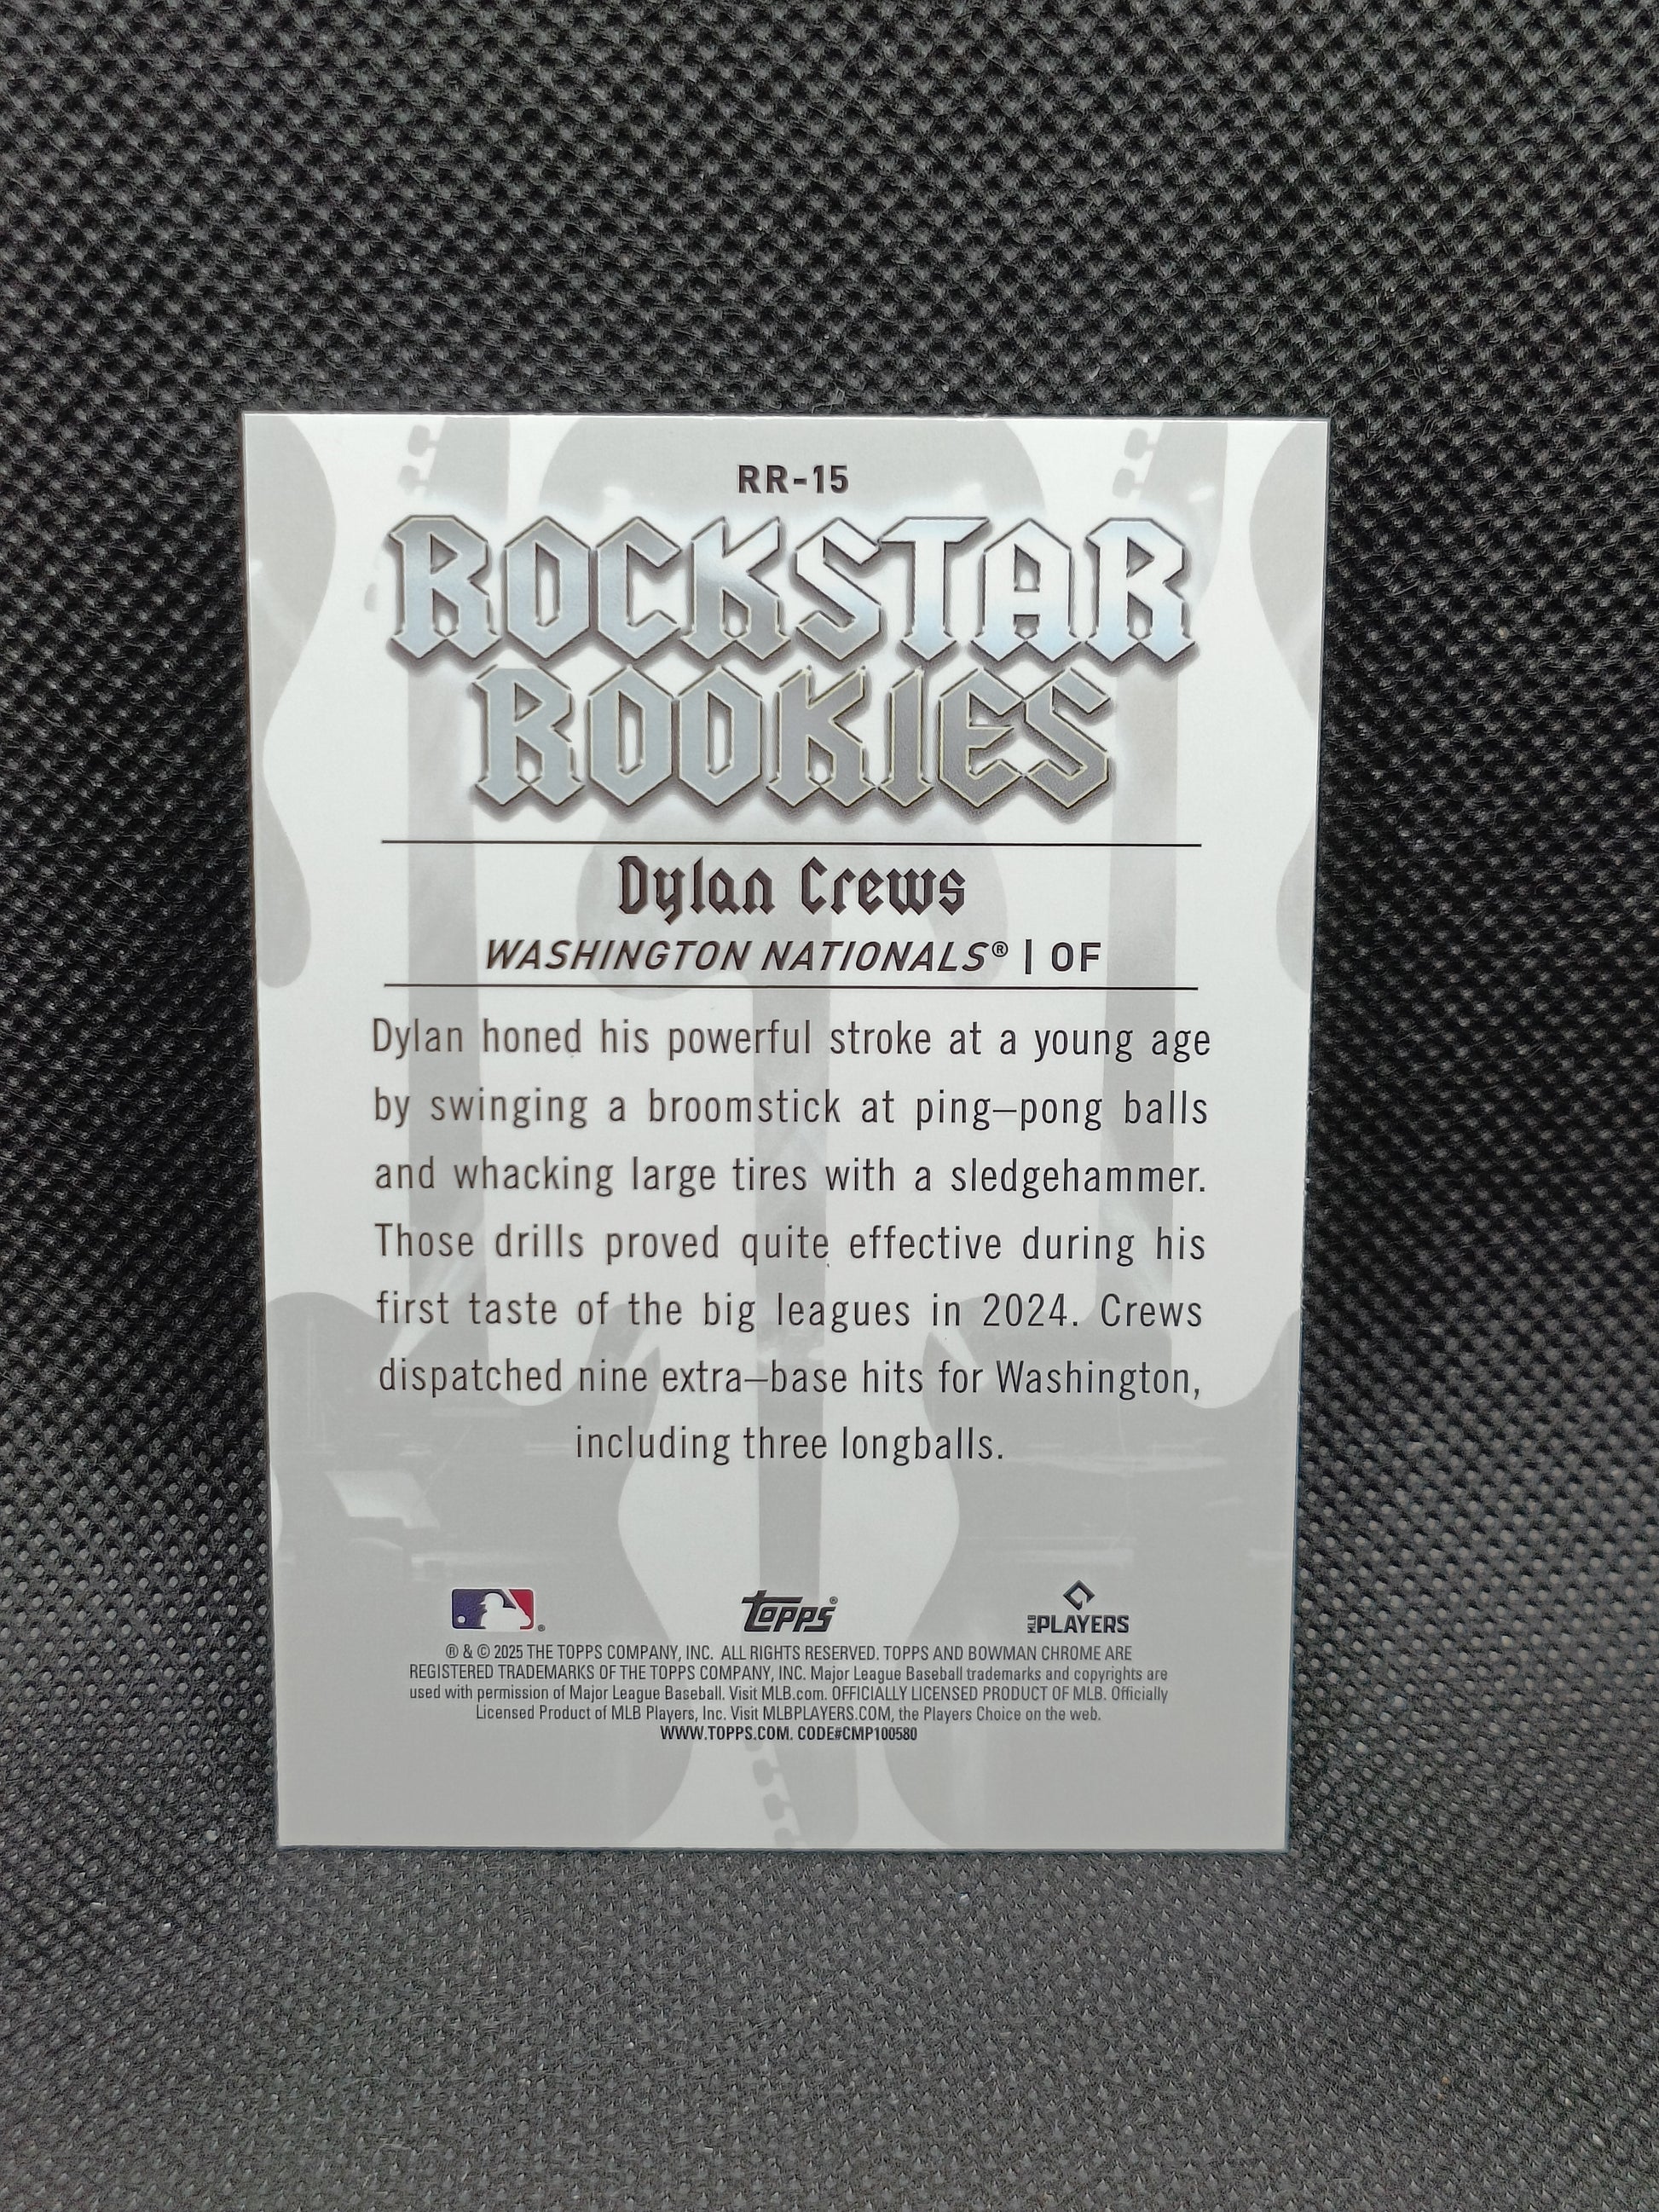 RR-15
ROCKSTAR
ROOKIES
Dylan Crews
WASHINGTON NATIONALS® | OF
Dylan honed his powerful stroke at a young age
by swinging a broomstick at ping–pong balls
and whacking large tires with a sledgehammer.
Those drills proved quite effective during his
first taste of the big leagues in 2024. Crews
dispatched nine extra–base hits for Washington,
including three longballs.
topps®
MLB PLAYERS
® & © 2025 THE TOPPS COMPANY, INC. ALL RIGHTS RESERVED. TOPPS AND BOWMAN CHROME ARE
REGISTERED TRADEMARKS OF THE TOPPS COMPANY, INC. Major League Baseball trademarks and copyrights are
used with permission of Major League Baseball. Visit MLB.com. OFFICIALLY LICENSED PRODUCT OF MLB. Officially
Licensed Product of MLB Players, Inc. Visit MLBPLAYERS.COM, the Players Choice on the web.
WWW.TOPPS.COM. CODE#CMP100580